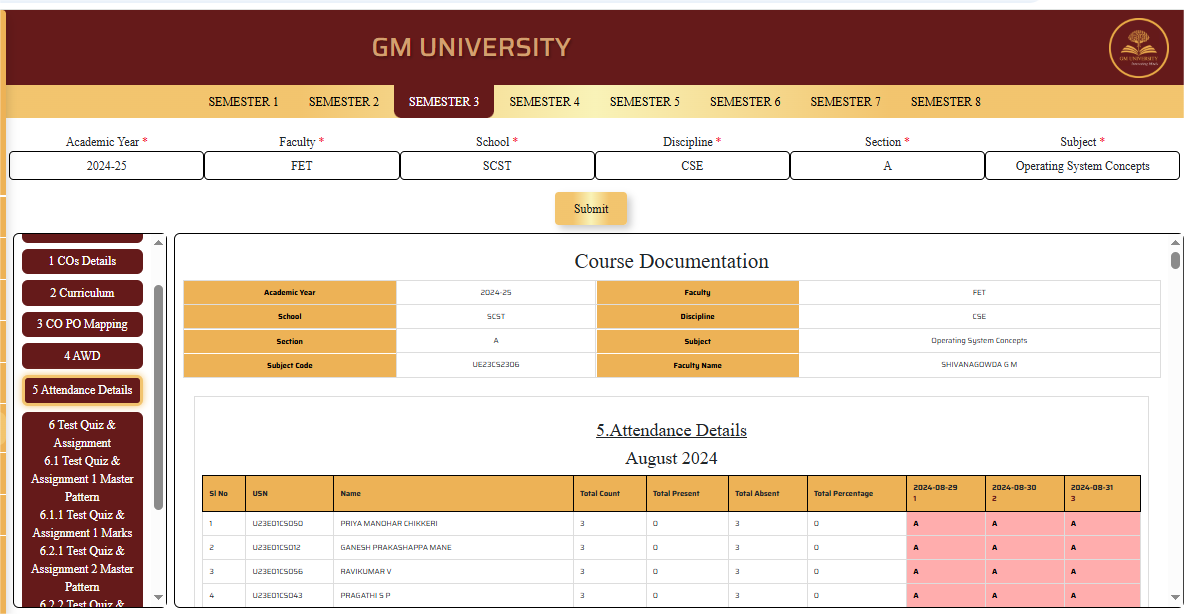 GM UNIVERSITY
GM UNIVERSITY
SEMESTER 1 SEMESTER 2 SEMESTER 3 SEMESTER 4 SEMESTER 5 SEMESTER 6 SEMESTER 7 SEMESTER 8
Academic Year * Faculty * School * Discipline * Section * Subject *
2024-25 FET SCST CSE A Operating System Concepts
Submit
1 COs Details
2 Curriculum
3 CO PO Mapping
4 AWD
5 Attendance Details
6 Test Quiz &
Assignment
6.1 Test Quiz &
Assignment 1 Master
Pattern
6.1.1 Test Quiz &
Assignment 1 Marks
6.2.1 Test Quiz &
Assignment 2 Master
Pattern
6.2.2 Test Quiz &
Course Documentation
Academic Year 2024-25 Faculty FET
School SCST Discipline CSE
Section A Subject Operating System Concepts
Subject Code UE23CS2306 Faculty Name SHIVANAGOWDA G M
5.Attendance Details
August 2024
Sl No USN Name Total Count Total Present Total Absent Total Percentage 2024-08-29 1 2024-08-30 2 2024-08-31 3
1 U23E01CS050 PRIYA MANOHAR CHIKKERI 3 0 3 0 A A A
2 U23E01CS012 GANESH PRAKASHAPPA MANE 3 0 3 0 A A A
3 U23E01CS056 RAVIKUMAR V 3 0 3 0 A A A
4 U23E01CS043 PRAGATHI S P 3 0 3 0 A A A